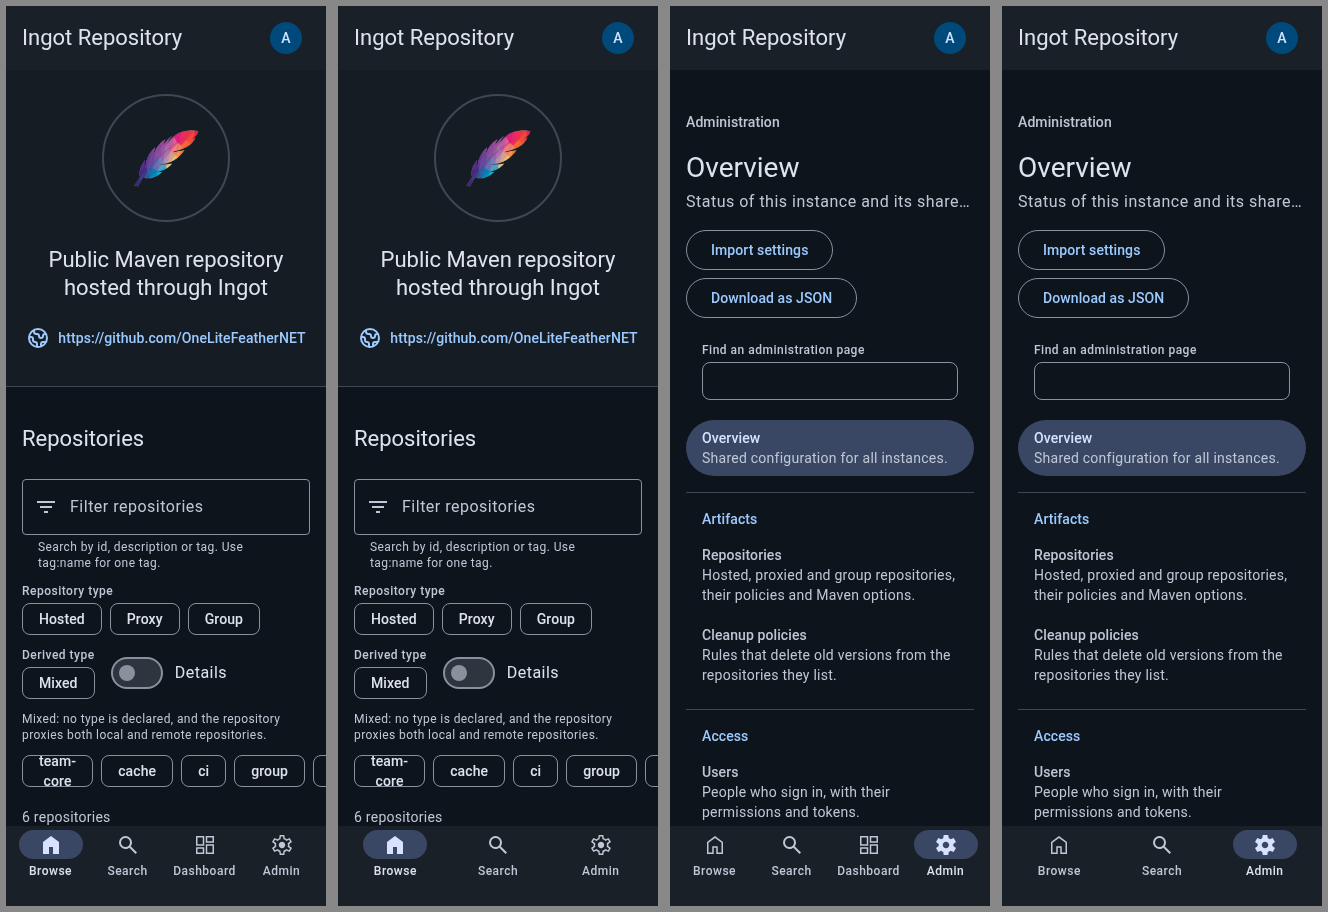 Ingot Repository
A
Public Maven repository
hosted through Ingot
https://github.com/OneLiteFeatherNET
Repositories
Filter repositories
Search by id, description or tag. Use
tag:name for one tag.
Repository type
Hosted
Proxy
Group
Derived type
Mixed
Details
Mixed: no type is declared, and the repository
proxies both local and remote repositories.
team-
core
cache
ci
group
6 repositories
Browse
Search
Dashboard
Admin
Ingot Repository
A
Public Maven repository
hosted through Ingot
https://github.com/OneLiteFeatherNET
Repositories
Filter repositories
Search by id, description or tag. Use
tag:name for one tag.
Repository type
Hosted
Proxy
Group
Derived type
Mixed
Details
Mixed: no type is declared, and the repository
proxies both local and remote repositories.
team-
core
cache
ci
group
6 repositories
Browse
Search
Admin
Ingot Repository
A
Administration
Overview
Status of this instance and its share...
Import settings
Download as JSON
Find an administration page
Overview
Shared configuration for all instances.
Artifacts
Repositories
Hosted, proxied and group repositories,
their policies and Maven options.
Cleanup policies
Rules that delete old versions from the
repositories they list.
Access
Users
People who sign in, with their
permissions and tokens.
Browse
Search
Dashboard
Admin
Ingot Repository
A
Administration
Overview
Status of this instance and its share...
Import settings
Download as JSON
Find an administration page
Overview
Shared configuration for all instances.
Artifacts
Repositories
Hosted, proxied and group repositories,
their policies and Maven options.
Cleanup policies
Rules that delete old versions from the
repositories they list.
Access
Users
People who sign in, with their
permissions and tokens.
Browse
Search
Admin